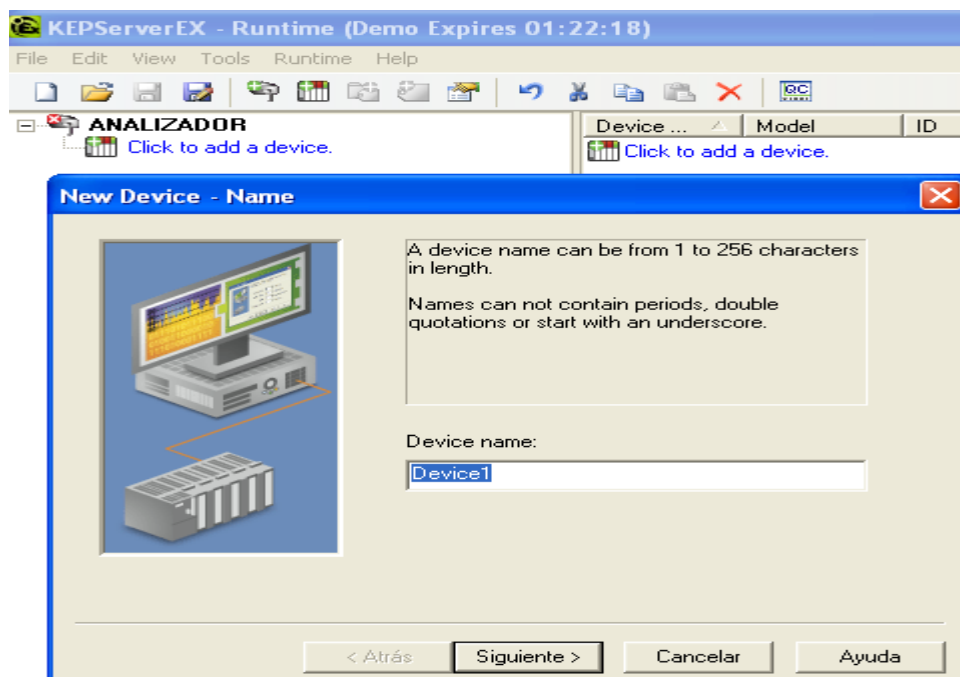 KEPServerEX - Runtime (Demo Expires 01:22:18)
File Edit View Tools Runtime Help
ANALIZADOR
Click to add a device.
Device ... Model ID
Click to add a device.
New Device - Name
A device name can be from 1 to 256 characters
in length.
Names can not contain periods, double
quotations or start with an underscore.
Device name:
Device1
< Atrás Siguiente > Cancelar Ayuda